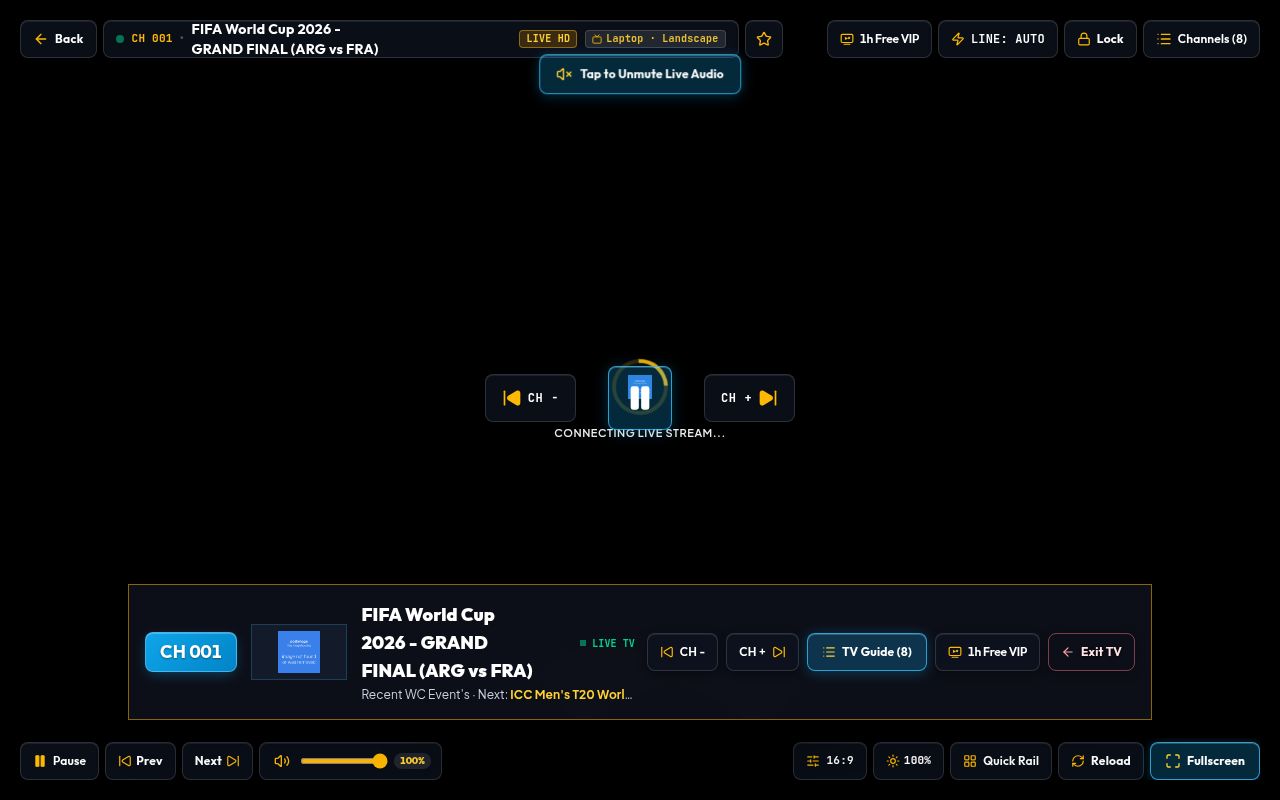 Back
CH 001 ·
FIFA World Cup 2026 -
GRAND FINAL (ARG vs FRA)
LIVE HD
Laptop · Landscape
1h Free VIP
LINE: AUTO
Lock
Channels (8)
Tap to Unmute Live Audio
CH -
CH +
CONNECTING LIVE STREAM...
CH 001
FIFA World Cup
2026 - GRAND
FINAL (ARG vs FRA)
Recent WC Event's · Next: ICC Men's T20 Worl...
LIVE TV
CH -
CH +
TV Guide (8)
1h Free VIP
Exit TV
Pause
Prev
Next
100%
16:9
100%
Quick Rail
Reload
Fullscreen